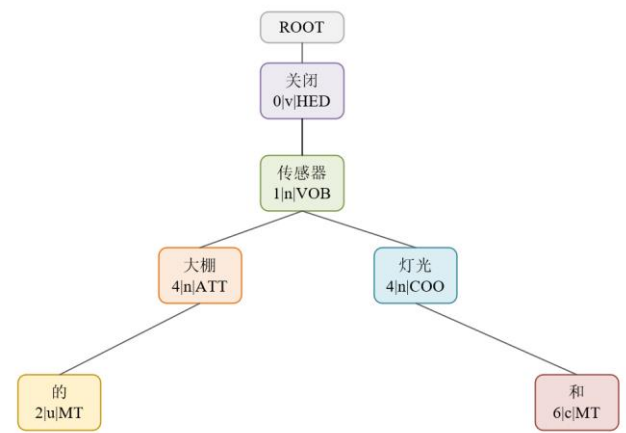 ROOT
关闭
0|v|HED
传感器
1|n|VOB
大棚
4|n|ATT
灯光
4|n|COO
的
2|u|MT
和
6|c|MT